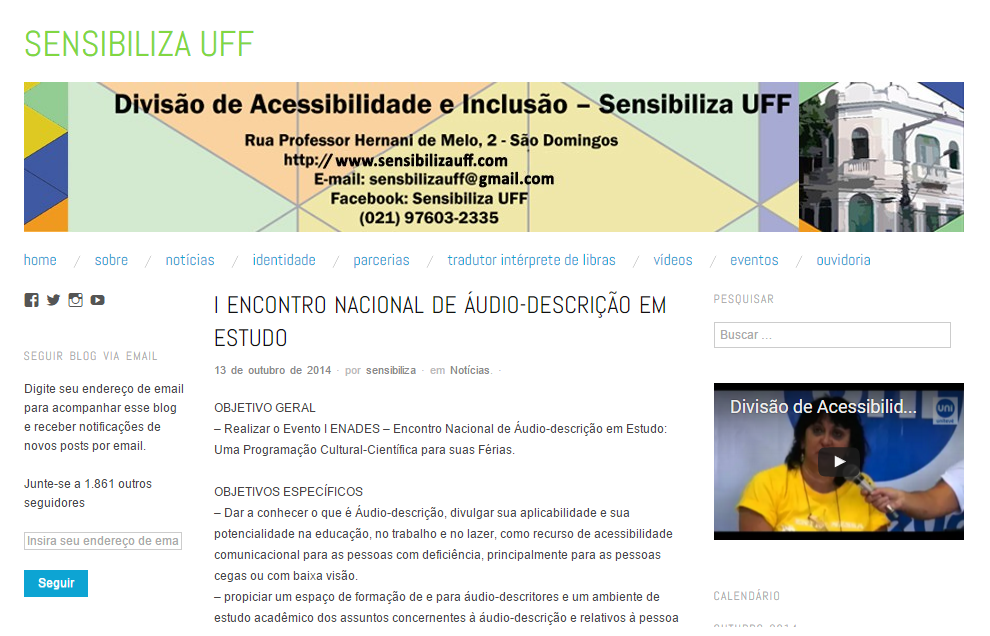 SENSIBILIZA UFF
Divisão de Acessibilidade e Inclusão – Sensibiliza UFF
Rua Professor Hernani de Melo, 2 - São Domingos
http:// www.sensibilizauff.com
E-mail: sensbilizauff@gmail.com
Facebook: Sensibiliza UFF
(021) 97603-2335
home / sobre / notícias / identidade / parcerias / tradutor intérprete de libras / vídeos / eventos / ouvidoria
SEGUIR BLOG VIA EMAIL
Digite seu endereço de email
para acompanhar esse blog
e receber notificações de
novos posts por email.
Junte-se a 1.861 outros
seguidores
Insira seu endereço de ema
Seguir
I ENCONTRO NACIONAL DE ÁUDIO-DESCRIÇÃO EM
ESTUDO
13 de outubro de 2014 · por sensibiliza · em Notícias. ·
OBJETIVO GERAL
– Realizar o Evento I ENADES – Encontro Nacional de Áudio-descrição em Estudo:
Uma Programação Cultural-Científica para suas Férias.
OBJETIVOS ESPECÍFICOS
– Dar a conhecer o que è Áudio-descrição, divulgar sua aplicabilidade e sua
potencialidade na educação, no trabalho e no lazer, como recurso de acessibilidade
comunicacional para as pessoas com deficiência, principalmente para as pessoas
cegas ou com baixa visão.
– propiciar um espaço de formação de e para áudio-descritores e um ambiente de
estudo acadêmico dos assuntos concernentes à áudio-descrição e relativos à pessoa
PESQUISAR
Buscar ...
Divisão de Acessibilid...
uni
CALENDÁRIO
OUTUBRO 2014